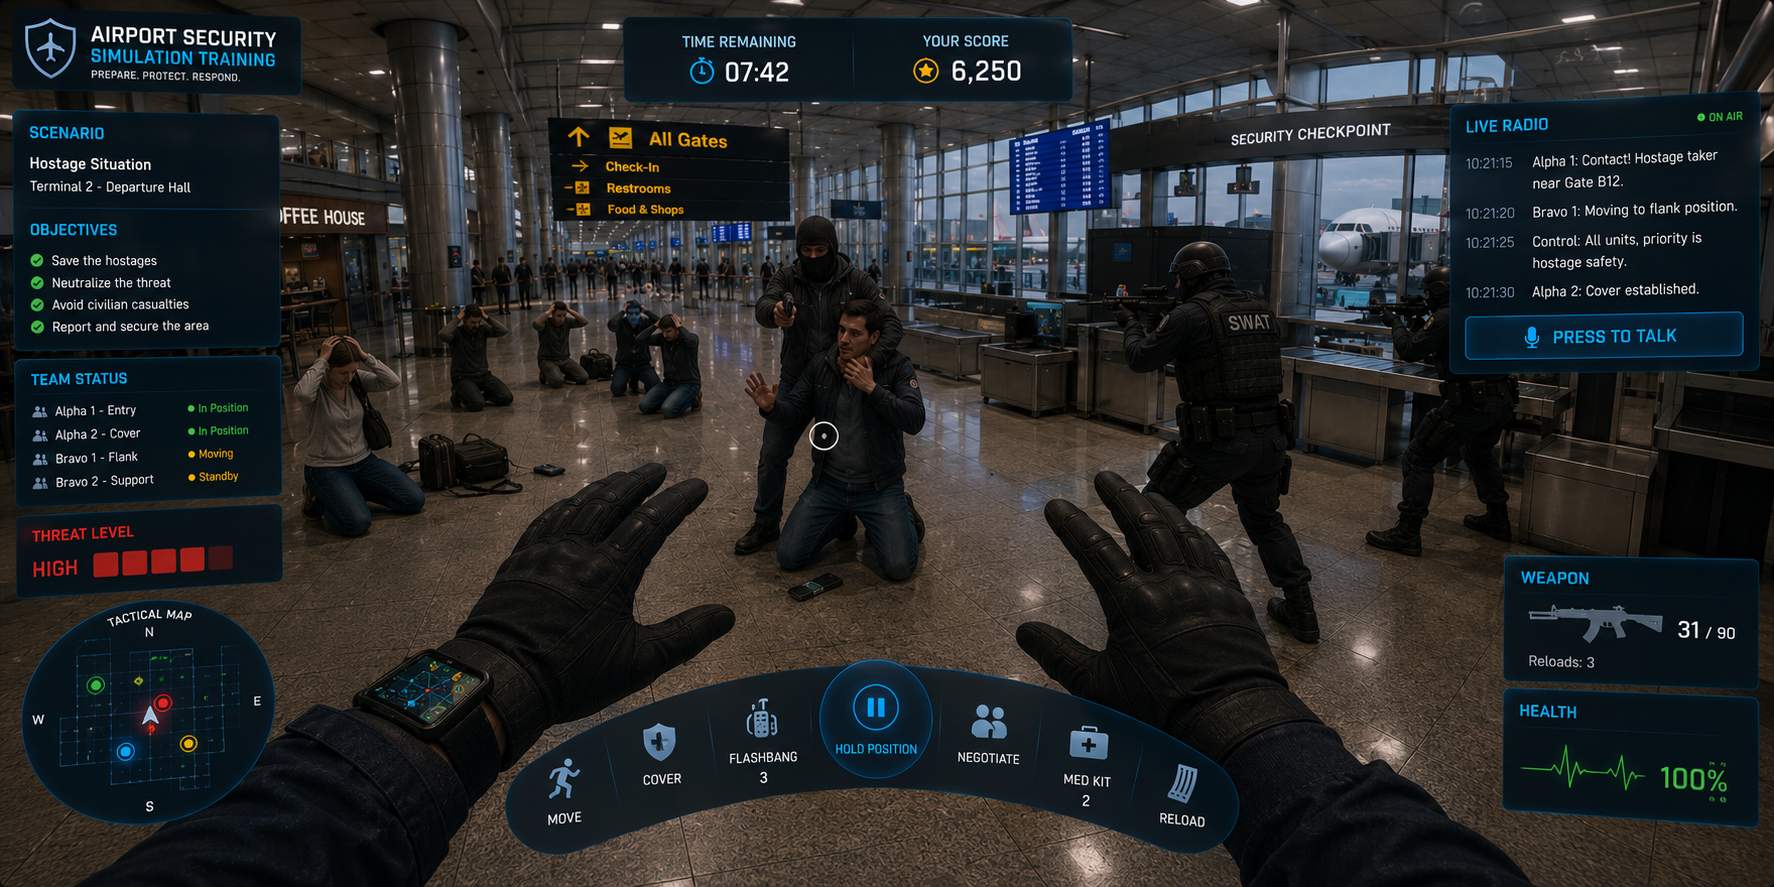 AIRPORT SECURITY
SIMULATION TRAINING
PREPARE. PROTECT. RESPOND.
TIME REMAINING
07:42
YOUR SCORE
6,250
SCENARIO
Hostage Situation
Terminal 2 - Departure Hall
OBJECTIVES
Save the hostages
Neutralize the threat
Avoid civilian casualties
Report and secure the area
TEAM STATUS
Alpha 1 - Entry In Position
Alpha 2 - Cover In Position
Bravo 1 - Flank Moving
Bravo 2 - Support Standby
THREAT LEVEL
HIGH
TACTICAL MAP
N
W
E
S
OFFEE HOUSE
All Gates
Check-In
Restrooms
Food & Shops
SECURITY CHECKPOINT
SWAT
LIVE RADIO
ON AIR
10:21:15 Alpha 1: Contact! Hostage taker
near Gate B12.
10:21:20 Bravo 1: Moving to flank position.
10:21:25 Control: All units, priority is
hostage safety.
10:21:30 Alpha 2: Cover established.
PRESS TO TALK
WEAPON
31 / 90
Reloads: 3
HEALTH
100%
MOVE
COVER
FLASHBANG
3
HOLD POSITION
NEGOTIATE
MED KIT
2
RELOAD